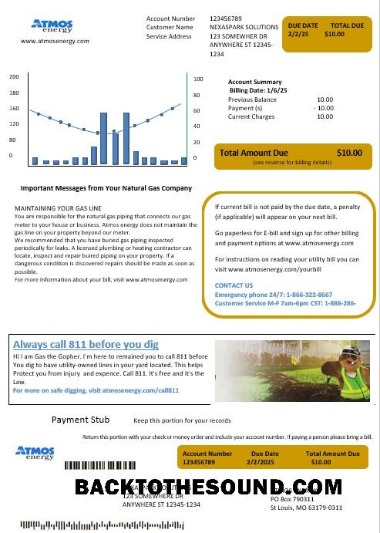 ATMOS
energy
www.atmosenergy.com
Account Number 123456789
Customer Name NEXASPARK SOLUTIONS
Service Address 123 SOMEWHER DR
ANYWHERE ST 12345-
1234
DUE DATE TOTAL DUE
2/2/25 $10.00
200
160
120
80
0
100
80
60
40
20
0
Account Summary
Billing Date: 1/6/25
Previous Balance 10.00
Payment (s) - 10.00
Current Charges 10.00
Total Amount Due $10.00
(see reverse for billing details)
Important Messages from Your Natural Gas Company
MAINTAINING YOUR GAS LINE
You are responsible for the natural gas piping that connects our gas
meter to your house or business. Atmos energy does not maintain the
gas line on your property beyond our meter.
We recommended that you have buried gas piping inspected
periodically for leaks. A licensed plumbing or heating contractor can
locate, inspect and repair buried piping on your property. If a
dangerous condition is discovered repairs should be made as soon as
possible.
For more information about your bill, visit www.atmosenergy.com
If current bill is not paid by the due date, a penalty
(if applicable) will appear on your next bill.
Go paperless for E-bill and sign up for other billing
and payment options at www.atmosenergy.com
For instructions on reading your utility bill you can
visit www.atmosenergy.com/yourbill
CONTACT US
Emergency phone 24/7: 1-866-322-8667
Customer Service M-F 7am-6pm CST: 1-888-286-
Always call 811 before you dig
Hi I am Gas the Gopher. I'm here to remained you to call 811 before
You dig to have utility-owned lines in your yard located. This helps
Protect you from injury and expence. Call 811. It's free and it's the
Law.
For more on safe digging, visit atmosenergy.com/call811
Payment Stub Keep this portion for your records
Return this portion with your check or money order and include your account number. If paying a person please bring a bill.
ATMOS
energy
Account Number Due Date Total Amount Due
123456789 2/2/2025 $10.00
BACKTOTHESOUND.COM
123 SOMEWHERE DR
ANYWHERE ST 12345-1234
PO Box 790311
St Louis, MO 63179-0311